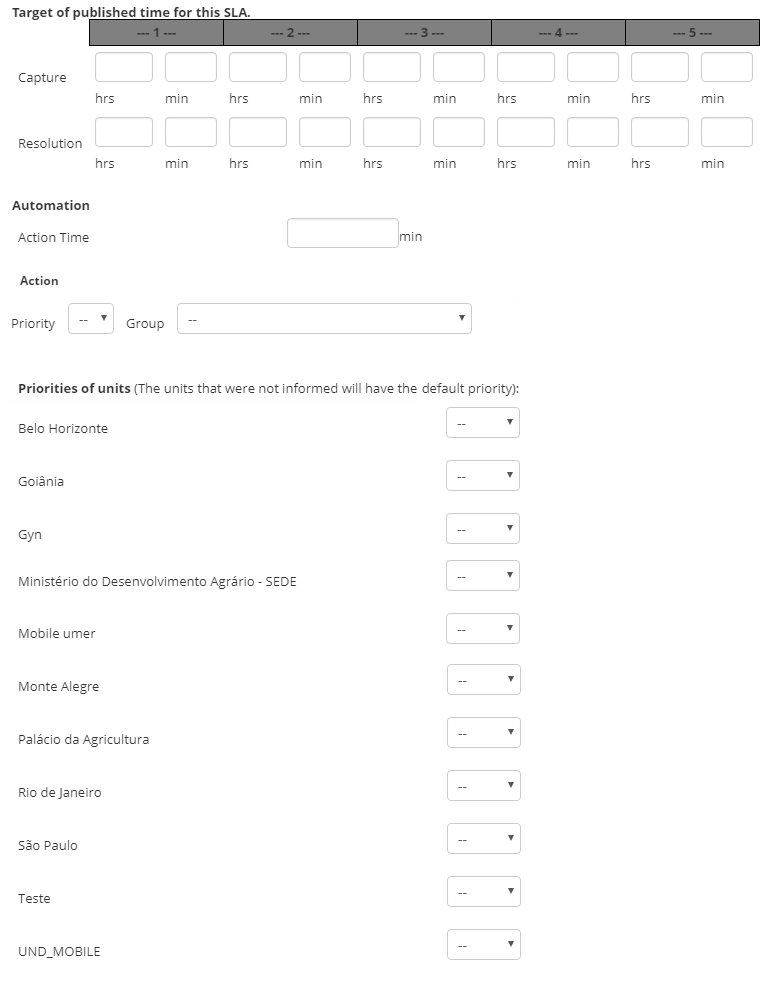 Target of published time for this SLA.
--- 1 --- --- 2 --- --- 3 --- --- 4 --- --- 5 ---
Capture
hrs min hrs min hrs min hrs min hrs min
Resolution
hrs min hrs min hrs min hrs min hrs min
Automation
Action Time min
Action
Priority -- Group --
Priorities of units (The units that were not informed will have the default priority):
Belo Horizonte --
Goiânia --
Gyn --
Ministério do Desenvolvimento Agrário - SEDE --
Mobile umer --
Monte Alegre --
Palácio da Agricultura --
Rio de Janeiro --
São Paulo --
Teste --
UND_MOBILE --